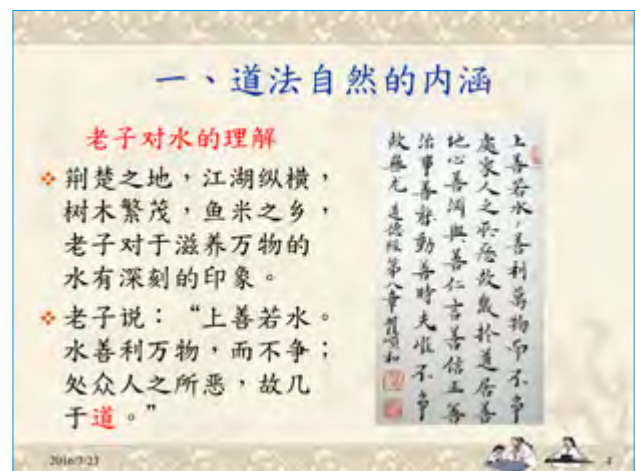 一、道法自然的内涵
老子对水的理解
荆楚之地，江湖纵横，
树木繁茂，鱼米之乡，
老子对于滋养万物的
水有深刻的印象。
老子说：“上善若水。
水善利万物，而不争；
处众人之所恶，故几
于道。”
上善若水善利万物而不争
處家人之所惡故幾於道居善
地心善渊與善仁言善信正善
治事善能動善時夫唯不争
故無尤 道德经第八章
2016/7/23
4